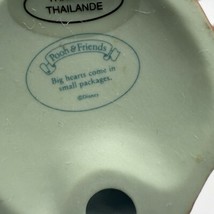 THAILANDE
Pooh & Friends
Big hearts come in
small packages.
©Disney